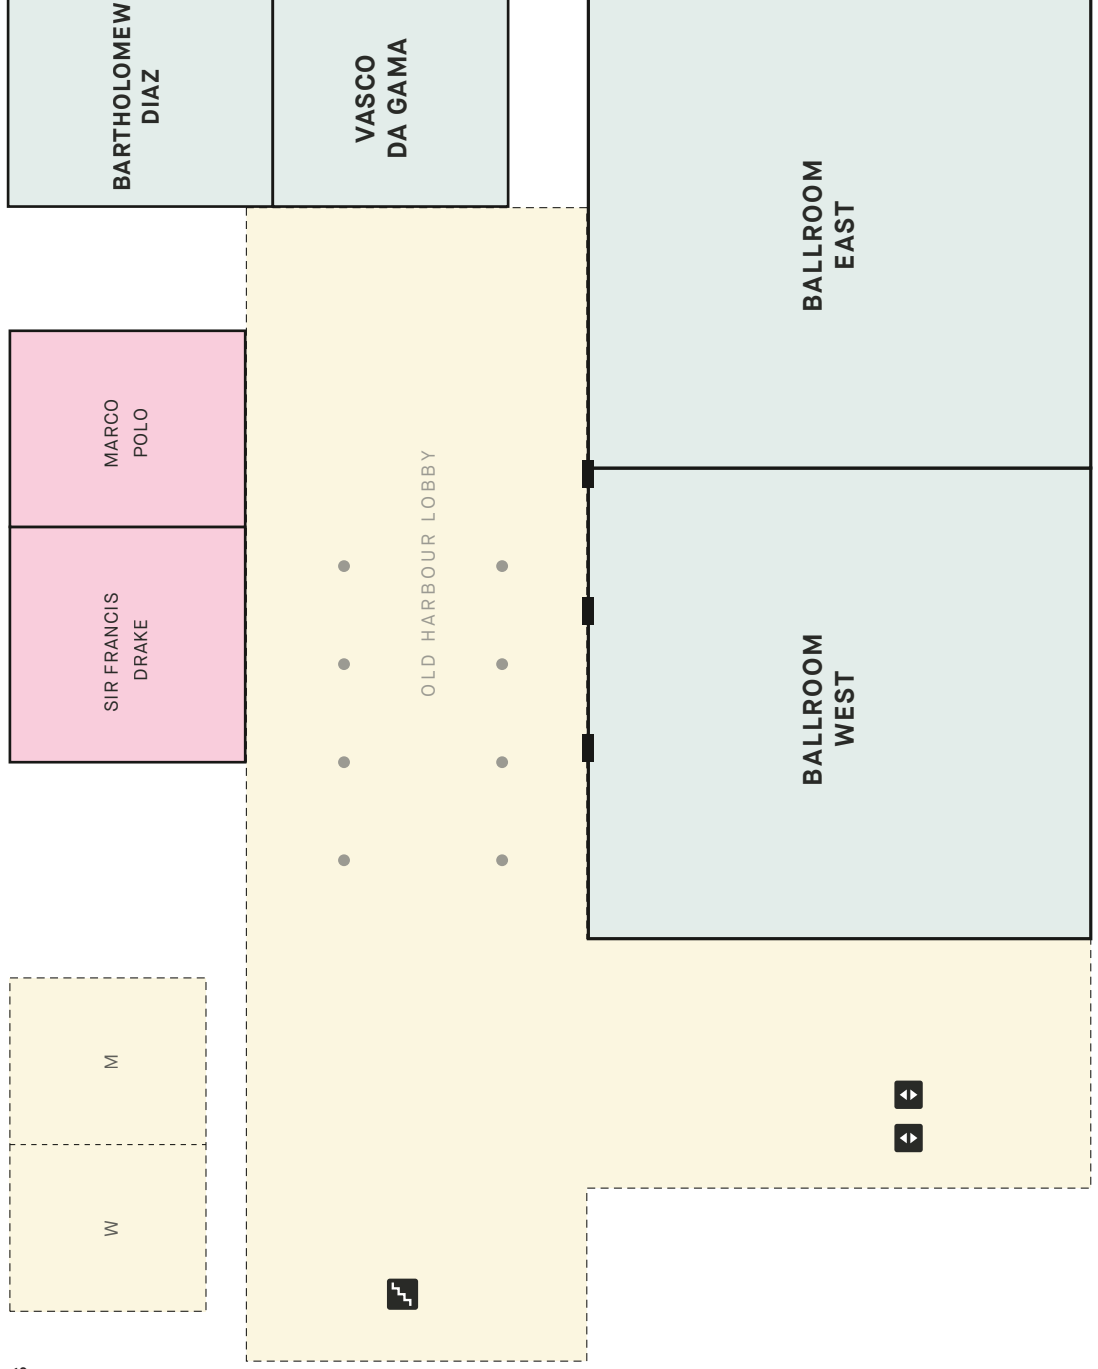 BARTHOLOMEW
DIAZ
VASCO
DA GAMA
BALLROOM
EAST
MARCO
POLO
OLD HARBOUR LOBBY
SIR FRANCIS
DRAKE
BALLROOM
WEST
M
W